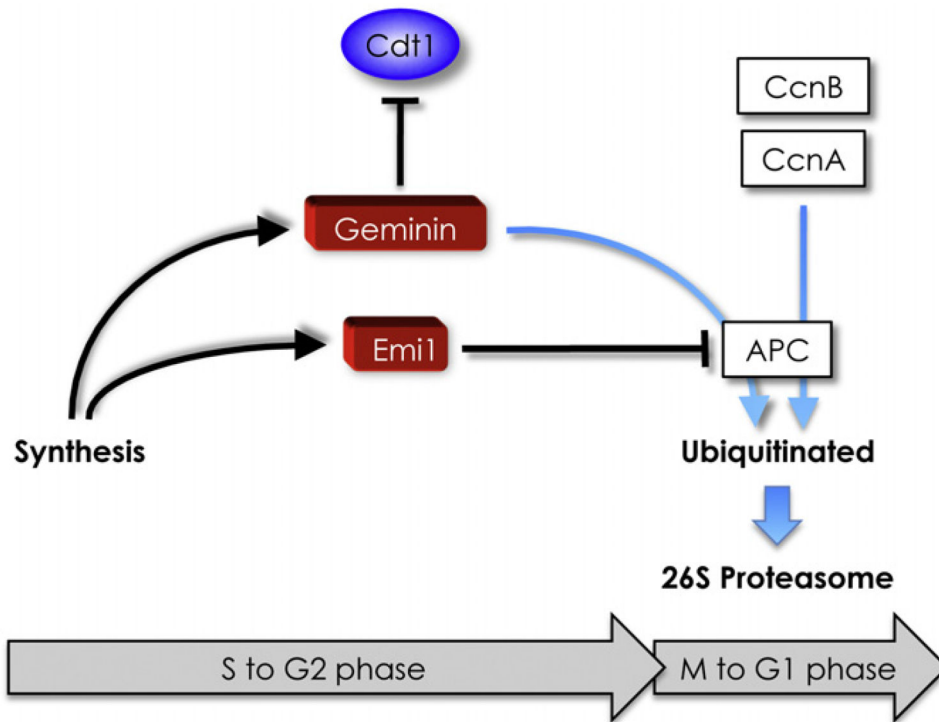 Cdt1
CcnB
CcnA
Geminin
Emi1
APC
Synthesis
Ubiquitinated
26S Proteasome
S to G2 phase
M to G1 phase